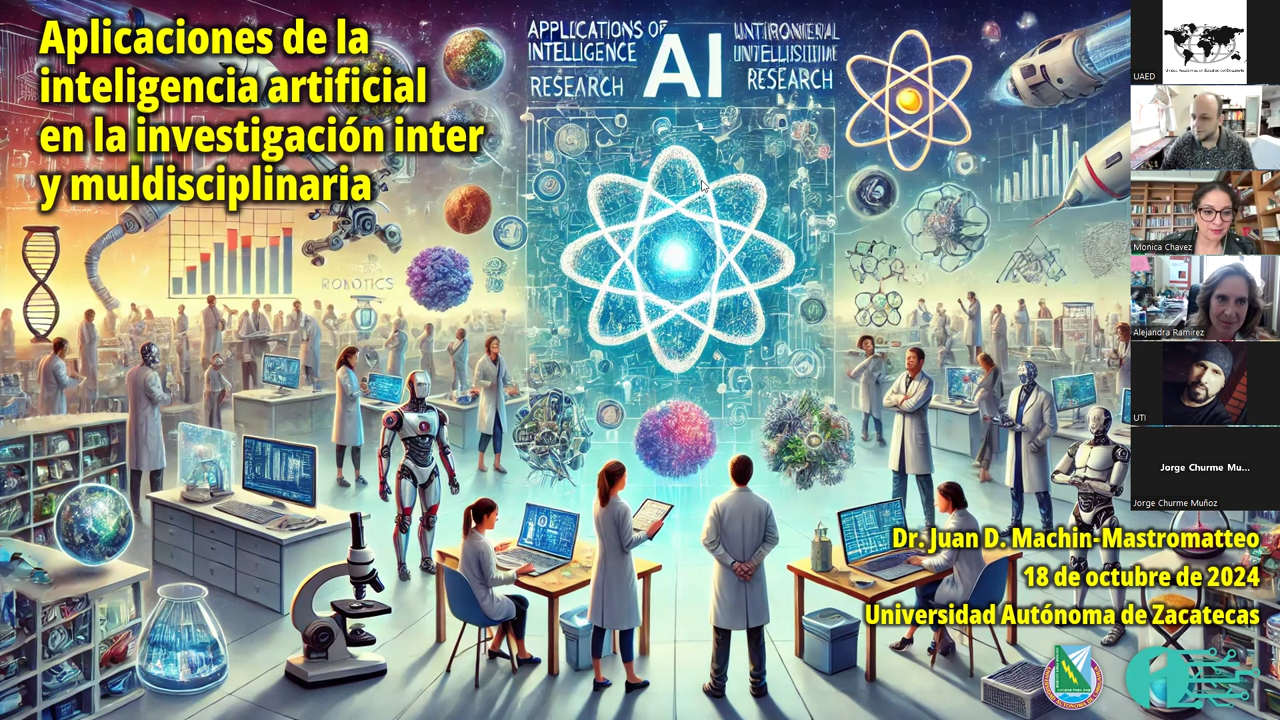 Aplicaciones de la
inteligencia artificial
en la investigación inter
y muldisciplinaria
APPLICATIONS OF
INTELLIGENCE
RESEARCH
AI
RESEARCH
ROBOTICS
UAED
Monica Chavez
Alejandra Ramírez
UTI
Jorge Churme Mu...
Jorge Churme Muñoz
Dr. Juan D. Machin-Mastromatteo
18 de octubre de 2024
Universidad Autónoma de Zacatecas